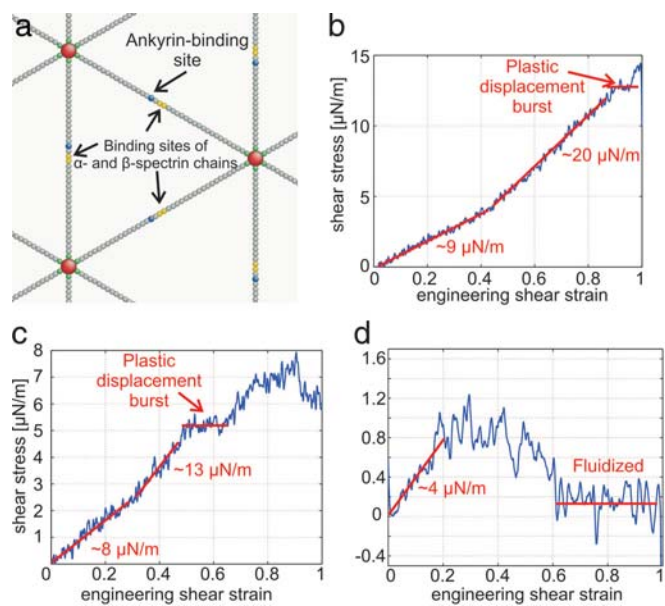 a
Ankyrin-binding
site
Binding sites of
α- and β-spectrin chains
b
shear stress [μN/m]
15
10
5
0
Plastic
displacement
burst
~20 μN/m
~9 μN/m
0 0.2 0.4 0.6 0.8 1
engineering shear strain
c
shear stress [μN/m]
8
7
6
5
4
3
2
1
Plastic
displacement
burst
~13 μN/m
~8 μN/m
0 0.2 0.4 0.6 0.8 1
engineering shear strain
d
1.6
1.2
0.8
0.4
0
-0.4
~4 μN/m
Fluidized
0 0.2 0.4 0.6 0.8 1
engineering shear strain